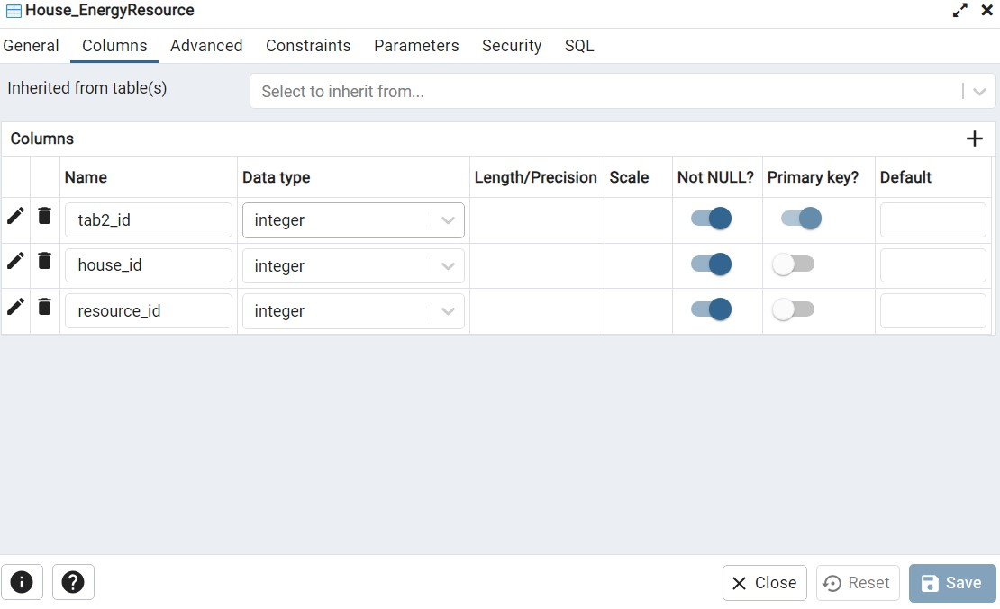 House_EnergyResource
General Columns Advanced Constraints Parameters Security SQL
Inherited from table(s) Select to inherit from...
Columns
Name Data type Length/Precision Scale Not NULL? Primary key? Default
tab2_id integer
house_id integer
resource_id integer
Close Reset Save